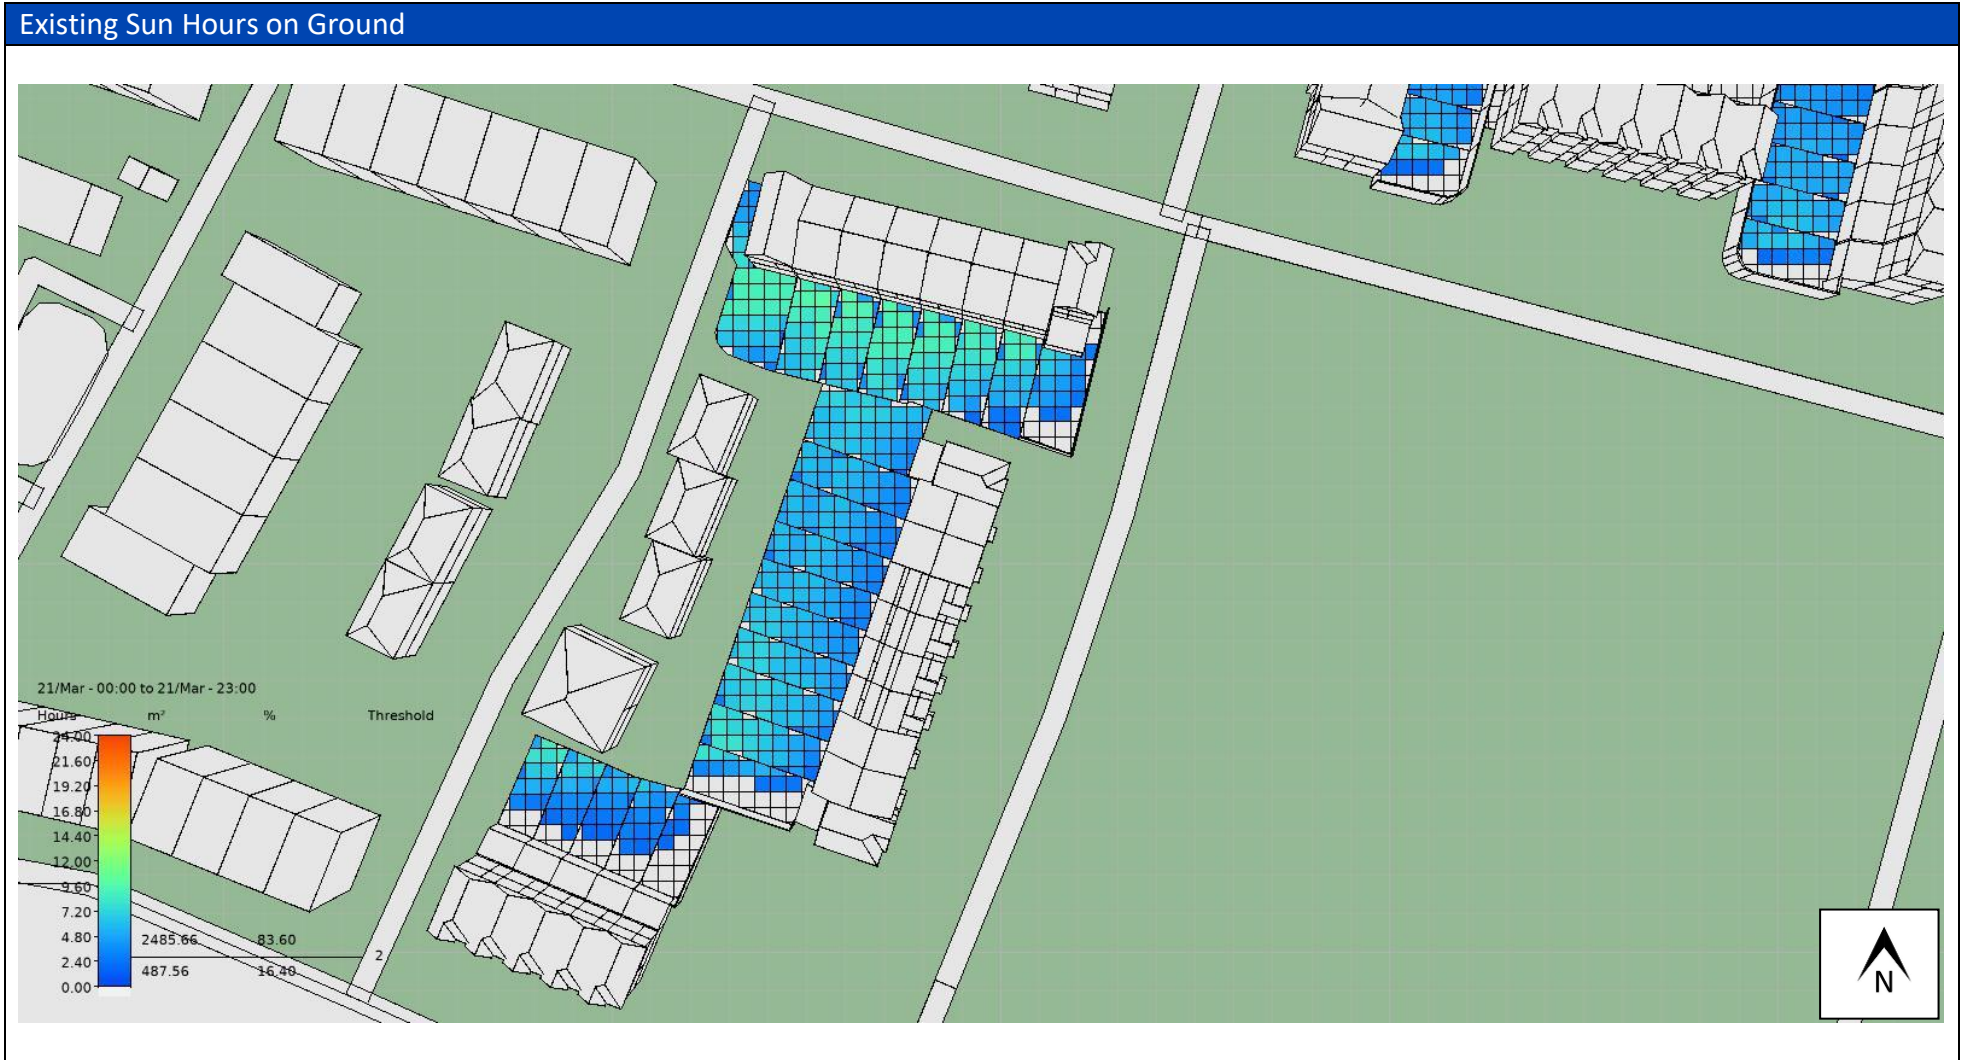 Existing Sun Hours on Ground
21/Mar - 00:00 to 21/Mar - 23:00
Hours m² % Threshold
24.00
21.60
19.20
16.80
14.40
12.00
9.60
7.20
4.80 2485.66 83.60
2
2.40
487.56 16.40
0.00
N